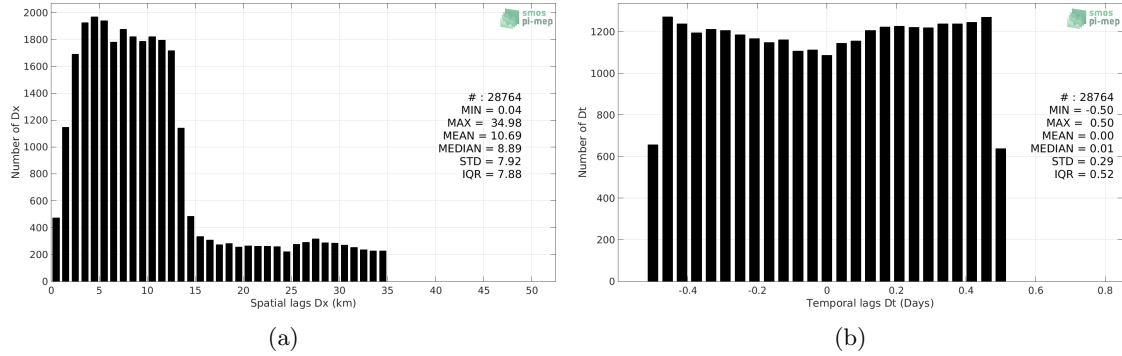 smos
pi-mep
2000
1800
1600
1400
1200
1000
800
600
400
200
0
Number of Dx
# : 28764
MIN = 0.04
MAX = 34.98
MEAN = 10.69
MEDIAN = 8.89
STD = 7.92
IQR = 7.88
0 5 10 15 20 25 30 35 40 45 50
Spatial lags Dx (km)
(a)
smos
pi-mep
1200
1000
800
600
400
200
0
Number of Dt
# : 28764
MIN = -0.50
MAX = 0.50
MEAN = 0.00
MEDIAN = 0.01
STD = 0.29
IQR = 0.52
-0.4 -0.2 0 0.2 0.4 0.6 0.8
Temporal lags Dt (Days)
(b)